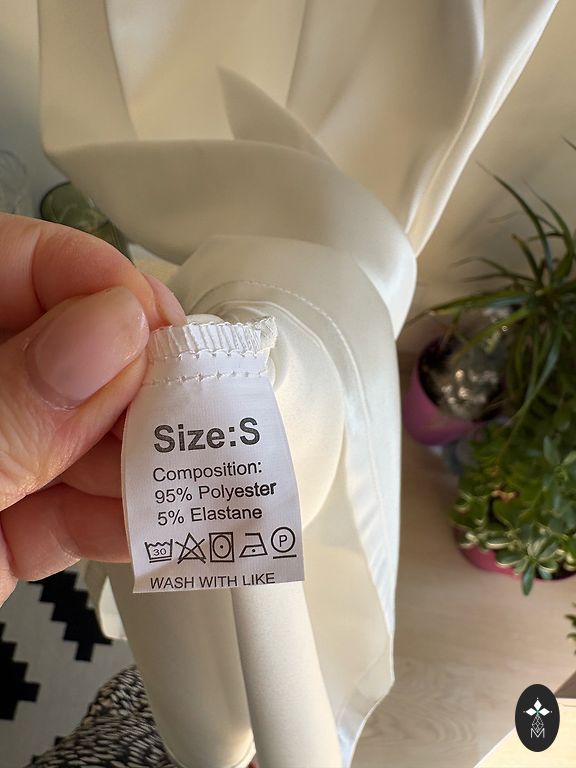 Size:S
Composition:
95% Polyester
5% Elastane
30 P
WASH WITH LIKE
M